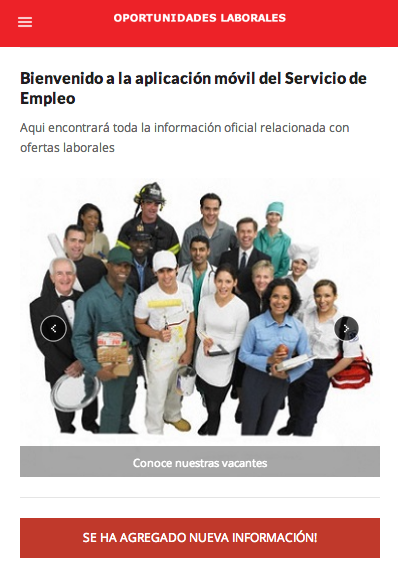 OPORTUNIDADES LABORALES
Bienvenido a la aplicación móvil del Servicio de
Empleo
Aqui encontrará toda la información oficial relacionada con
ofertas laborales
Conoce nuestras vacantes
SE HA AGREGADO NUEVA INFORMACIÓN!